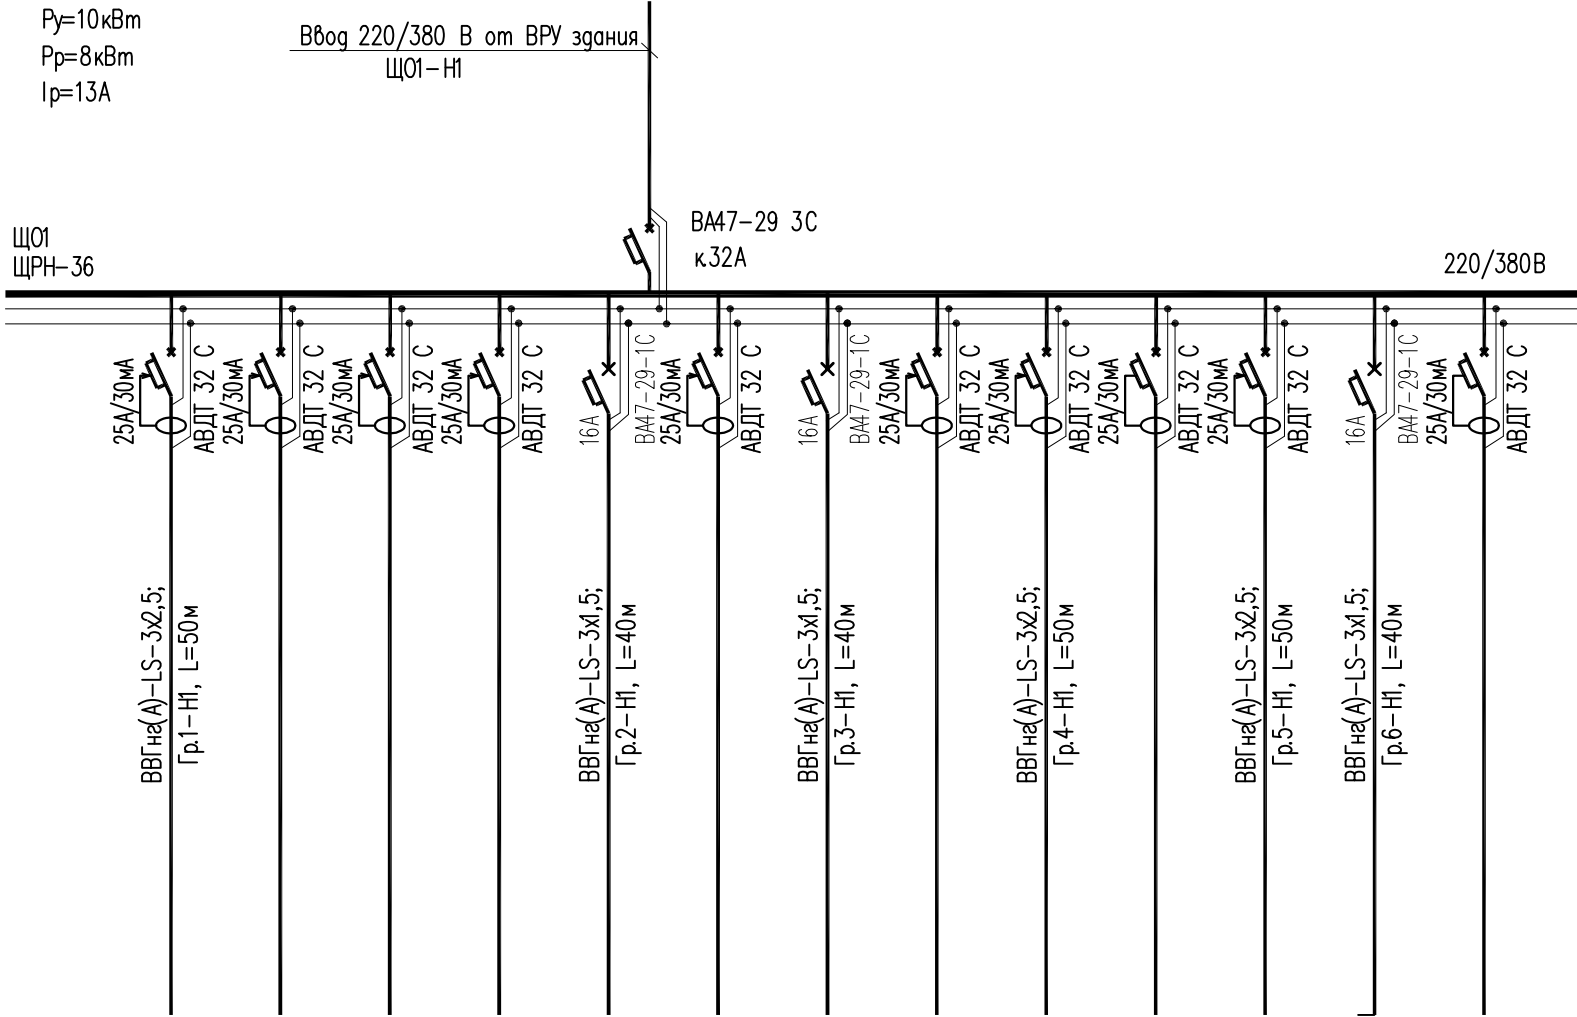 Ру=10кВт
Рр=8кВт
Iр=13А
Ввод 220/380 В от ВРУ здания
ЩО1-Н1
ВА47-29 3С
к.32А
ЩО1
ЩРН-36
220/380В
25А/30мА
АВДТ 32 С
25А/30мА
АВДТ 32 С
25А/30мА
АВДТ 32 С
25А/30мА
АВДТ 32 С
16А
ВА47-29-1С
25А/30мА
АВДТ 32 С
16А
ВА47-29-1С
25А/30мА
АВДТ 32 С
25А/30мА
АВДТ 32 С
25А/30мА
АВДТ 32 С
25А/30мА
АВДТ 32 С
16А
ВА47-29-1С
25А/30мА
АВДТ 32 С
ВВГнг(А)-LS-3х2,5;
Гр.1-Н1, L=50м
ВВГнг(А)-LS-3х1,5;
Гр.2-Н1, L=40м
ВВГнг(А)-LS-3х1,5;
Гр.3-Н1, L=40м
ВВГнг(А)-LS-3х2,5;
Гр.4-Н1, L=50м
ВВГнг(А)-LS-3х2,5;
Гр.5-Н1, L=50м
ВВГнг(А)-LS-3х1,5;
Гр.6-Н1, L=40м